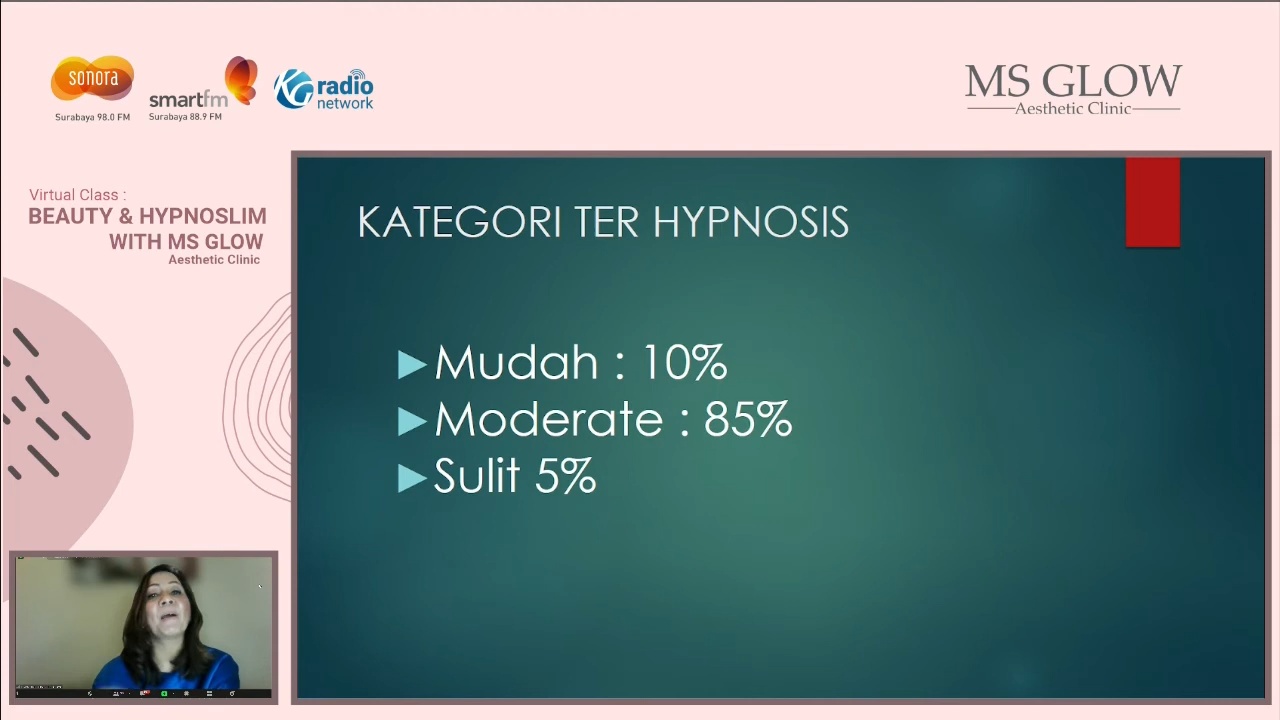 sonora
Surabaya 98.0 FM
smartfm
Surabaya 88.9 FM
KG radio
network
MS GLOW
Aesthetic Clinic
Virtual Class :
BEAUTY & HYPNOSLIM
WITH MS GLOW
Aesthetic Clinic
KATEGORI TER HYPNOSIS
Mudah : 10%
Moderate : 85%
Sulit 5%